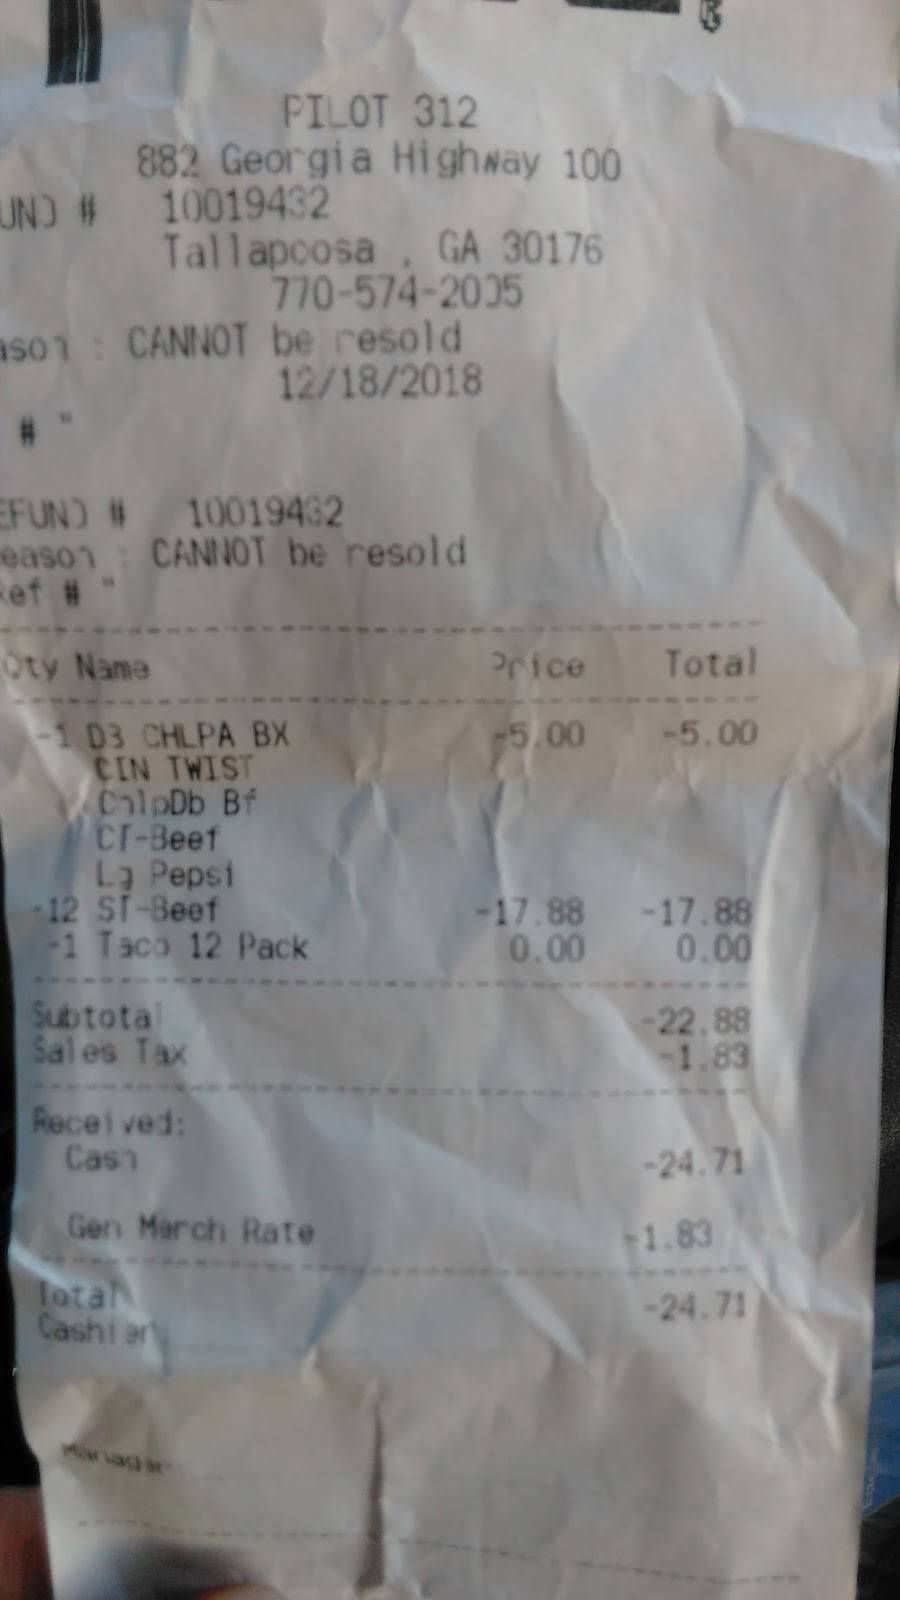 PILOT 312
882 Georgia Highway 100
UND # 10019432
Tallapoosa , GA 30176
770-574-2005
ason : CANNOT be resold
12/18/2018
# "
EFUND # 10019432
eason : CANNOT be resold
Ref # "
Qty Name Price Total
-1 D3 CHLPA BX -5.00 -5.00
CIN TWIST
ChlpDb Bf
CT-Beef
Lg Pepsi
-12 ST-Beef -17.88 -17.88
-1 Taco 12 Pack 0.00 0.00
Subtotal -22.88
Sales Tax -1.83
Received:
Cash -24.71
Gen Merch Rate -1.83
Total -24.71
Cashier
Manager